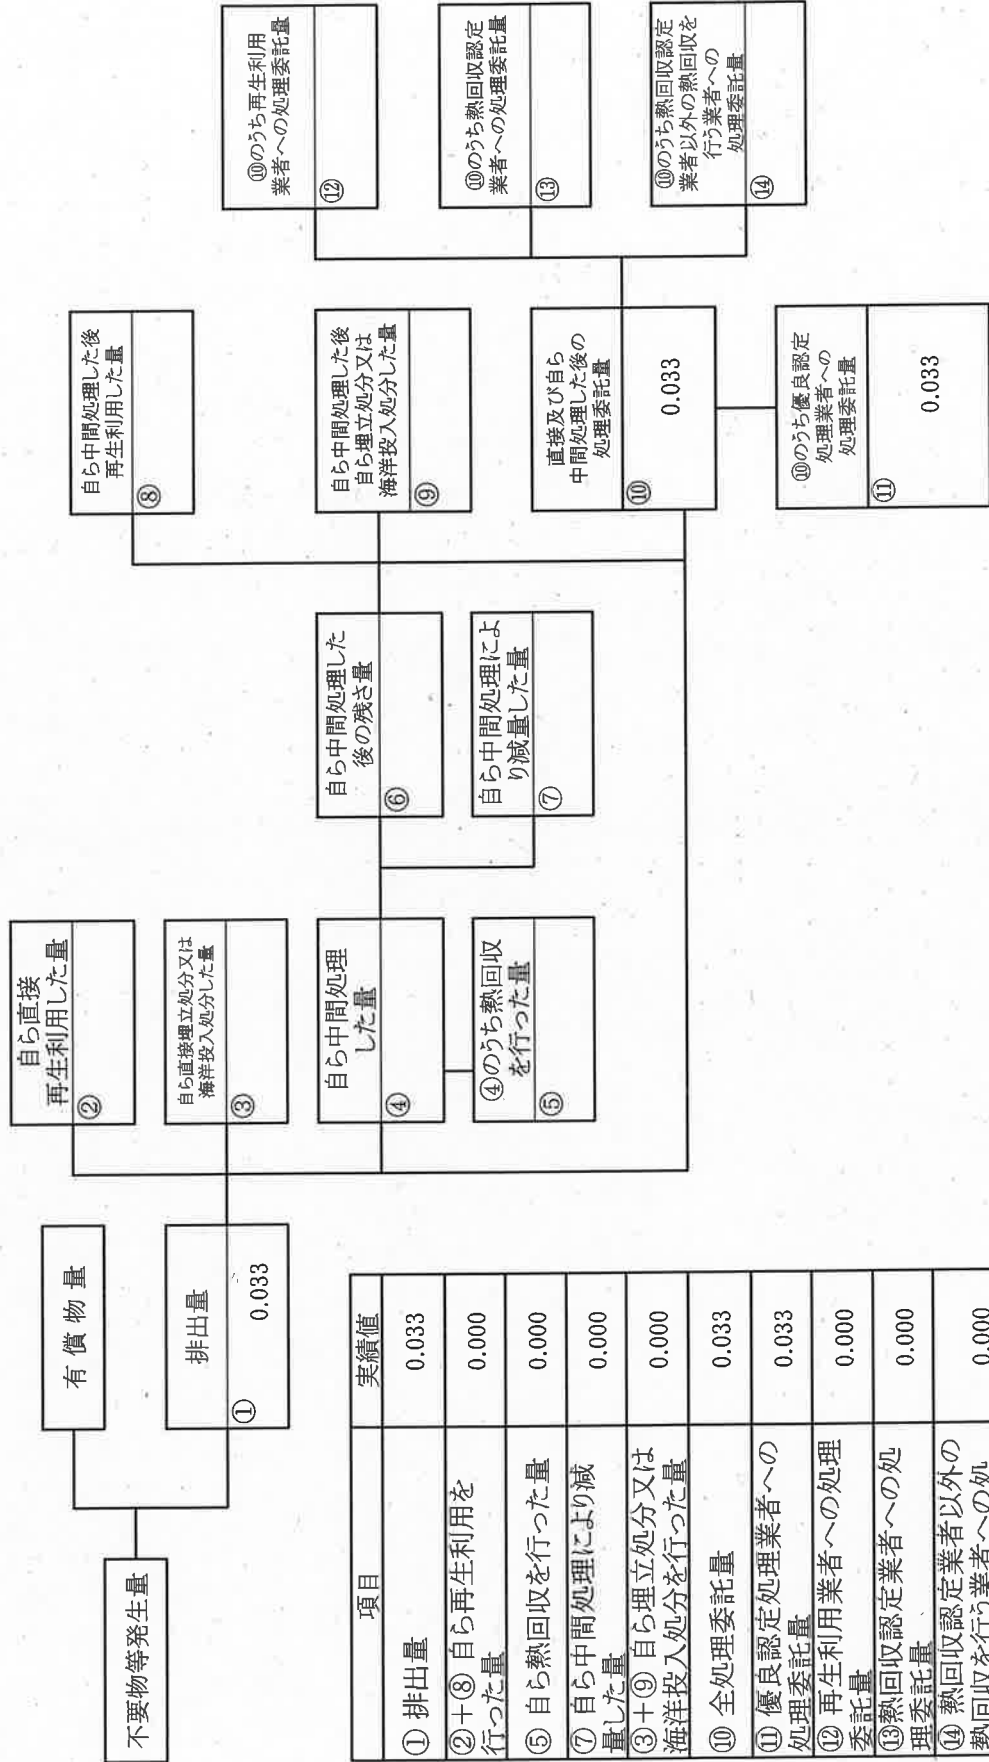 不要物等発生量
有償物量
排出量
①
0.033
自ら直接
再生利用した量
②
自ら直接埋立処分又は
海洋投入処分した量
③
自ら中間処理
した量
④
④のうち熱回収
を行った量
⑤
自ら中間処理した
後の残さ量
⑥
自ら中間処理によ
り減量した量
⑦
自ら中間処理した後
再生利用した量
⑧
自ら中間処理した後
自ら埋立処分又は
海洋投入処分した量
⑨
直接及び自ら
中間処理した後の
処理委託量
⑩
0.033
⑩のうち優良認定
処理業者への
処理委託量
⑪
0.033
⑩のうち再生利用
業者への処理委託量
⑫
⑩のうち熱回収認定
業者への処理委託量
⑬
⑩のうち熱回収認定
業者以外の熱回収を
行う業者への
処理委託量
⑭
項目 実績値
① 排出量 0.033
②+⑧ 自ら再生利用を
行った量 0.000
⑤ 自ら熱回収を行った量 0.000
⑦ 自ら中間処理により減
量した量 0.000
③+⑨ 自ら埋立処分又は
海洋投入処分を行った量 0.000
⑩ 全処理委託量 0.033
⑪ 優良認定処理業者への
処理委託量 0.033
⑫ 再生利用業者への処理
委託量 0.000
⑬熱回収認定業者への処
理委託量 0.000
⑭ 熱回収認定業者以外の
熱回収を行う業者への処 0.000